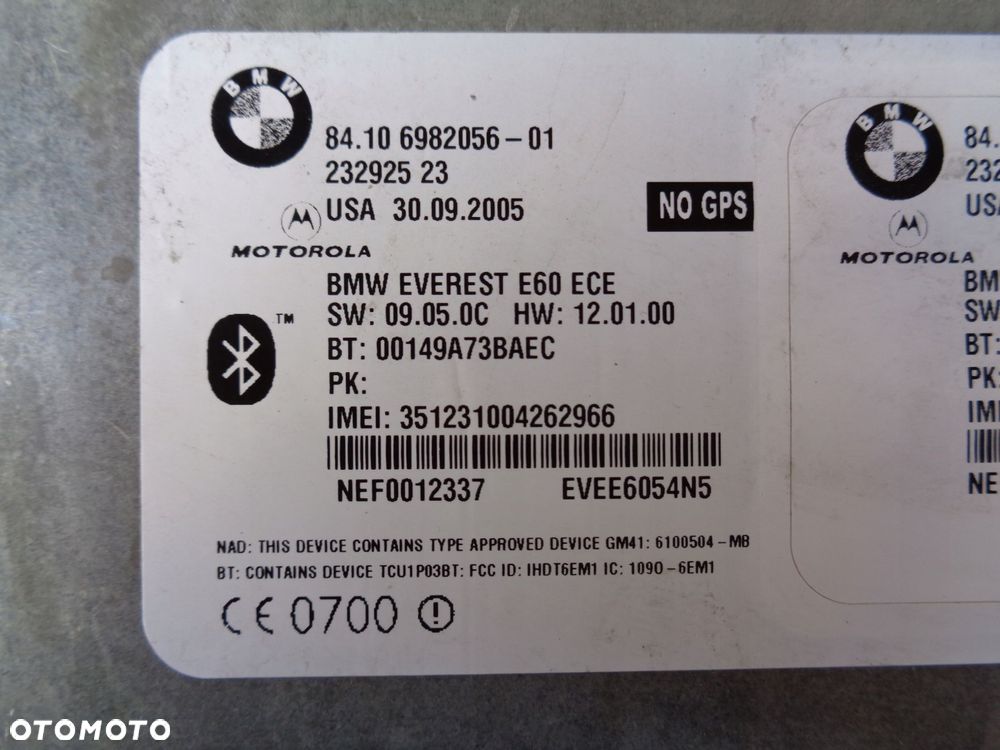 BMW
84.10 6982056-01
232925 23
USA 30.09.2005
NO GPS
MOTOROLA
BMW EVEREST E60 ECE
SW: 09.05.0C HW: 12.01.00
BT: 00149A73BAEC
TM
PK:
IMEI: 351231004262966
NEF0012337 EVEE6054N5
NAD: THIS DEVICE CONTAINS TYPE APPROVED DEVICE GM41: 6100504-MB
BT: CONTAINS DEVICE TCU1P03BT: FCC ID: IHDT6EM1 IC: 1090-6EM1
CE 0700
BMW
84.
232
USA
MOTOROLA
BM
SW
BT:
PK:
IM
NE
OTOMOTO